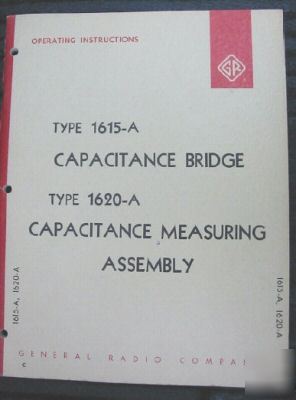 OPERATING INSTRUCTIONS
GR
TYPE 1615-A
CAPACITANCE BRIDGE
TYPE 1620-A
CAPACITANCE MEASURING
ASSEMBLY
1615-A, 1620-A
1615-A, 1620-A
GENERAL RADIO COMPA
C